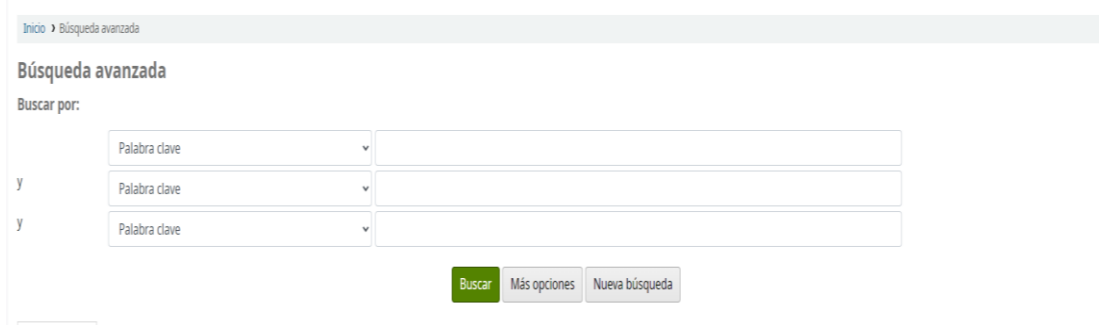 Inicio › Búsqueda avanzada
Búsqueda avanzada
Buscar por:
Palabra clave
y Palabra clave
y Palabra clave
Buscar Más opciones Nueva búsqueda